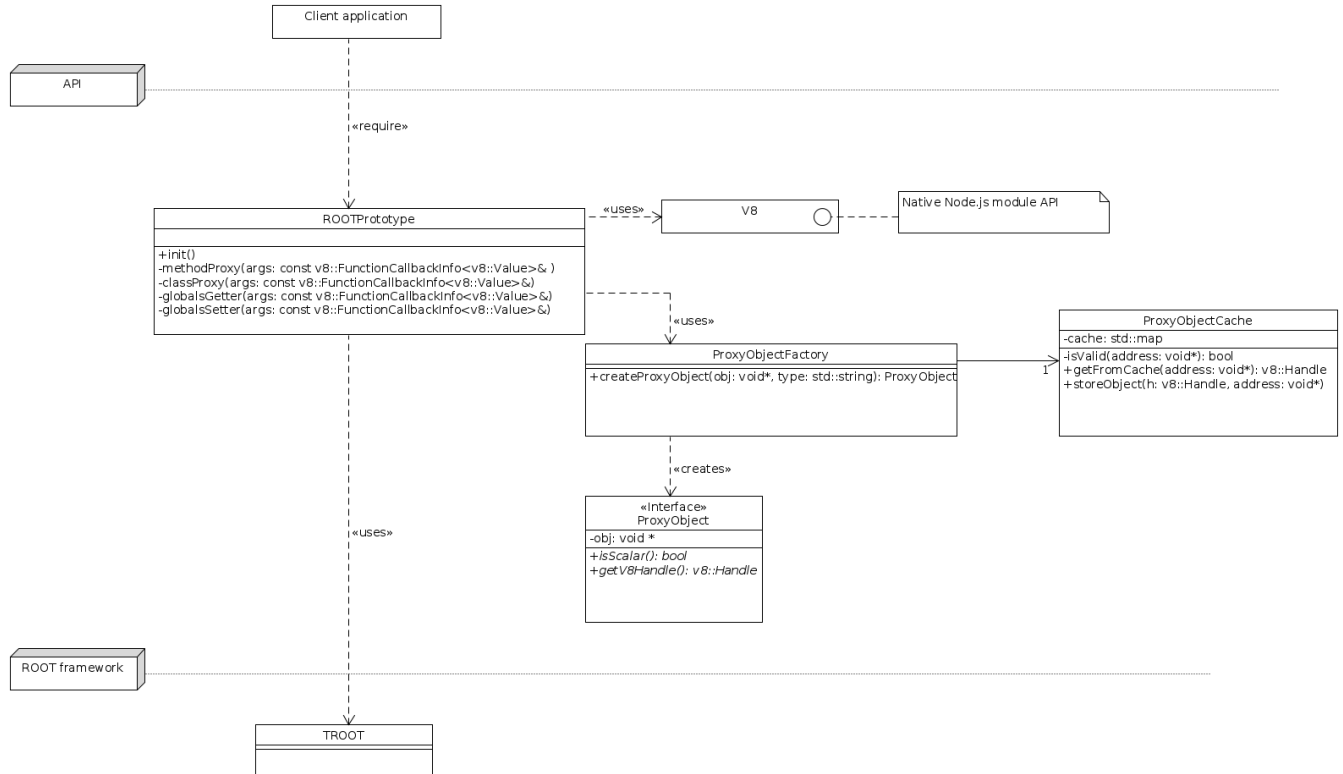 Client application
API
«require»
ROOTPrototype
+init()
-methodProxy(args: const v8::FunctionCallbackInfo<v8::Value>& )
-classProxy(args: const v8::FunctionCallbackInfo<v8::Value>&)
-globalsGetter(args: const v8::FunctionCallbackInfo<v8::Value>&)
-globalsSetter(args: const v8::FunctionCallbackInfo<v8::Value>&)
«uses»
V8
Native Node.js module API
«uses»
ProxyObjectFactory
+createProxyObject(obj: void*, type: std::string): ProxyObject
1
ProxyObjectCache
-cache: std::map
-isValid(address: void*): bool
+getFromCache(address: void*): v8::Handle
+storeObject(h: v8::Handle, address: void*)
«creates»
«Interface»
ProxyObject
-obj: void *
+isScalar(): bool
+getV8Handle(): v8::Handle
«uses»
ROOT framework
TROOT